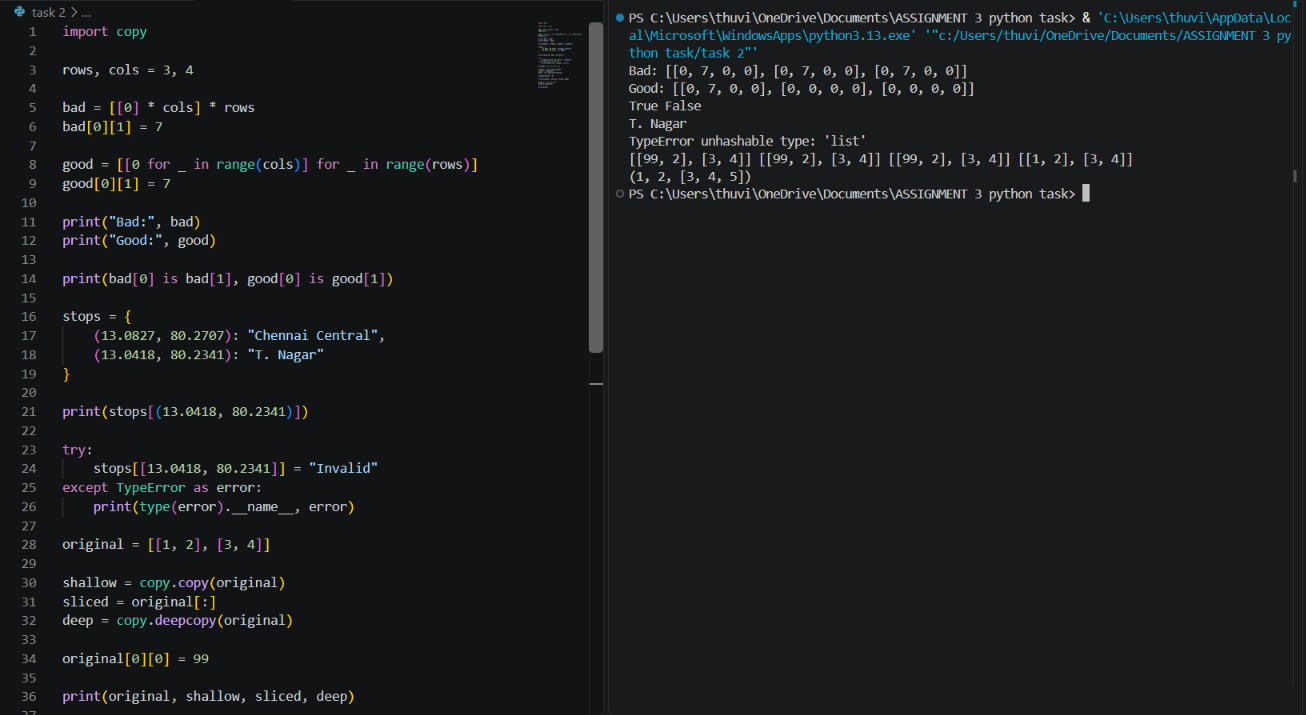 task 2 > ...
1 import copy
2
3 rows, cols = 3, 4
4
5 bad = [[0] * cols] * rows
6 bad[0][1] = 7
7
8 good = [[0 for _ in range(cols)] for _ in range(rows)]
9 good[0][1] = 7
10
11 print("Bad:", bad)
12 print("Good:", good)
13
14 print(bad[0] is bad[1], good[0] is good[1])
15
16 stops = {
17     (13.0827, 80.2707): "Chennai Central",
18     (13.0418, 80.2341): "T. Nagar"
19 }
20
21 print(stops[(13.0418, 80.2341)])
22
23 try:
24     stops[[13.0418, 80.2341]] = "Invalid"
25 except TypeError as error:
26     print(type(error).__name__, error)
27
28 original = [[1, 2], [3, 4]]
29
30 shallow = copy.copy(original)
31 sliced = original[:]
32 deep = copy.deepcopy(original)
33
34 original[0][0] = 99
35
36 print(original, shallow, sliced, deep)
37
PS C:\Users\thuvi\OneDrive\Documents\ASSIGNMENT 3 python task> & 'C:\Users\thuvi\AppData\Loc
al\Microsoft\WindowsApps\python3.13.exe' '"c:/Users/thuvi/OneDrive/Documents/ASSIGNMENT 3 py
thon task/task 2"'
Bad: [[0, 7, 0, 0], [0, 7, 0, 0], [0, 7, 0, 0]]
Good: [[0, 7, 0, 0], [0, 0, 0, 0], [0, 0, 0, 0]]
True False
T. Nagar
TypeError unhashable type: 'list'
[[99, 2], [3, 4]] [[99, 2], [3, 4]] [[99, 2], [3, 4]] [[1, 2], [3, 4]]
(1, 2, [3, 4, 5])
PS C:\Users\thuvi\OneDrive\Documents\ASSIGNMENT 3 python task>